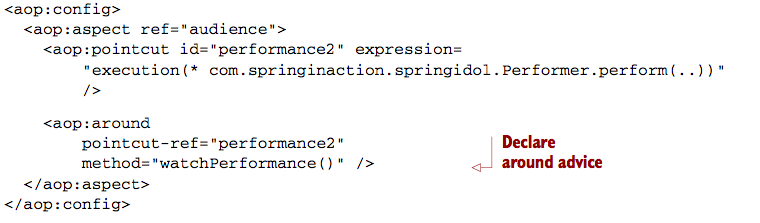 <aop:config>
<aop:aspect ref="audience">
<aop:pointcut id="performance2" expression=
"execution(* com.springinaction.springidol.Performer.perform(..))"
/>
<aop:around
pointcut-ref="performance2"
method="watchPerformance()" />
Declare
around advice
</aop:aspect>
</aop:config>